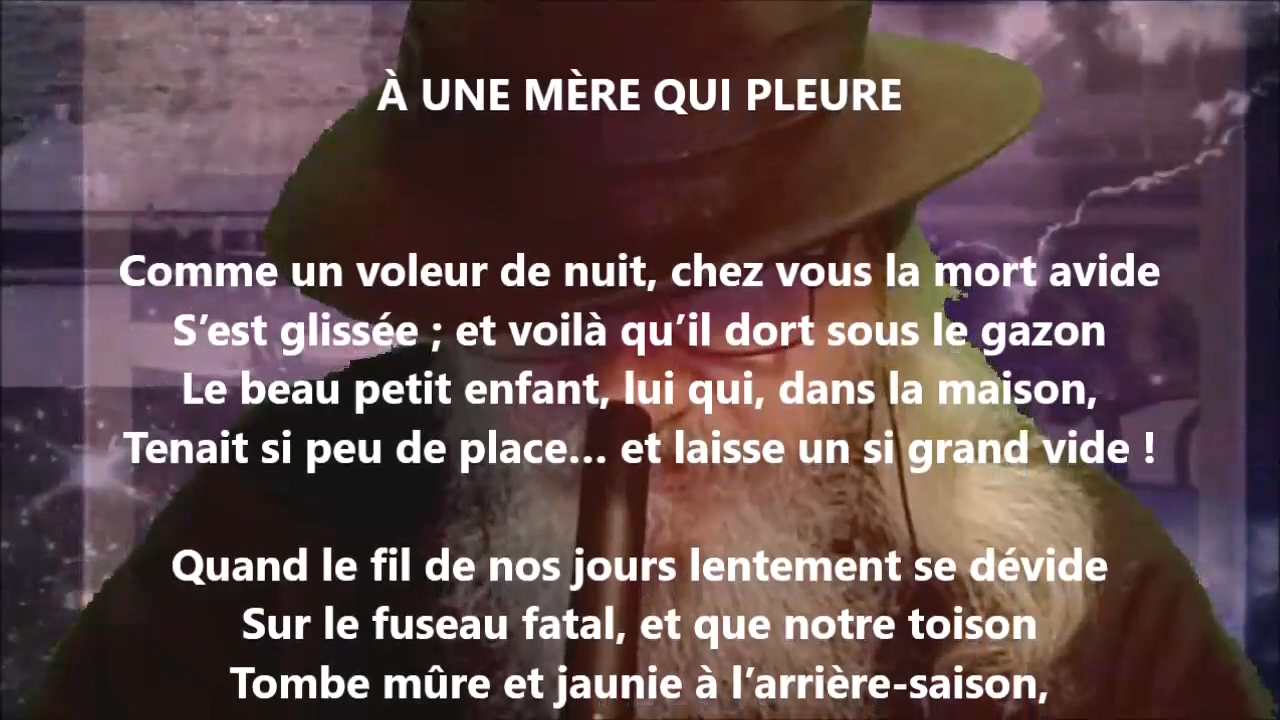 À UNE MÈRE QUI PLEURE
Comme un voleur de nuit, chez vous la mort avide
S’est glissée ; et voilà qu’il dort sous le gazon
Le beau petit enfant, lui qui, dans la maison,
Tenait si peu de place… et laisse un si grand vide !
Quand le fil de nos jours lentement se dévide
Sur le fuseau fatal, et que notre toison
Tombe mûre et jaunie à l’arrière-saison,